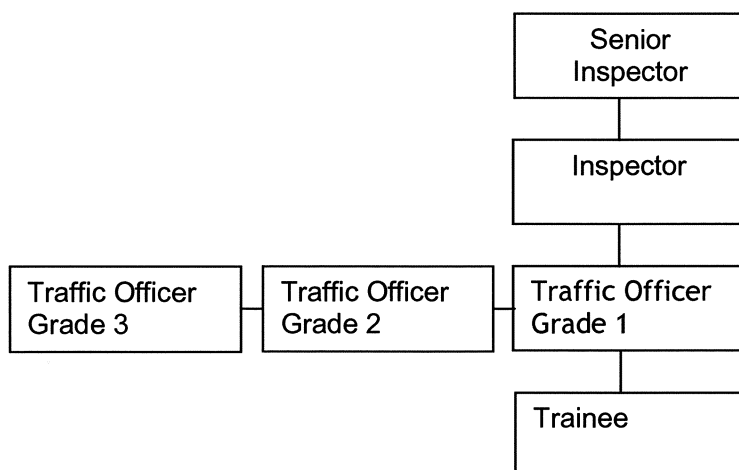 Senior
Inspector
Inspector
Traffic Officer
Grade 3
Traffic Officer
Grade 2
Traffic Officer
Grade 1
Trainee